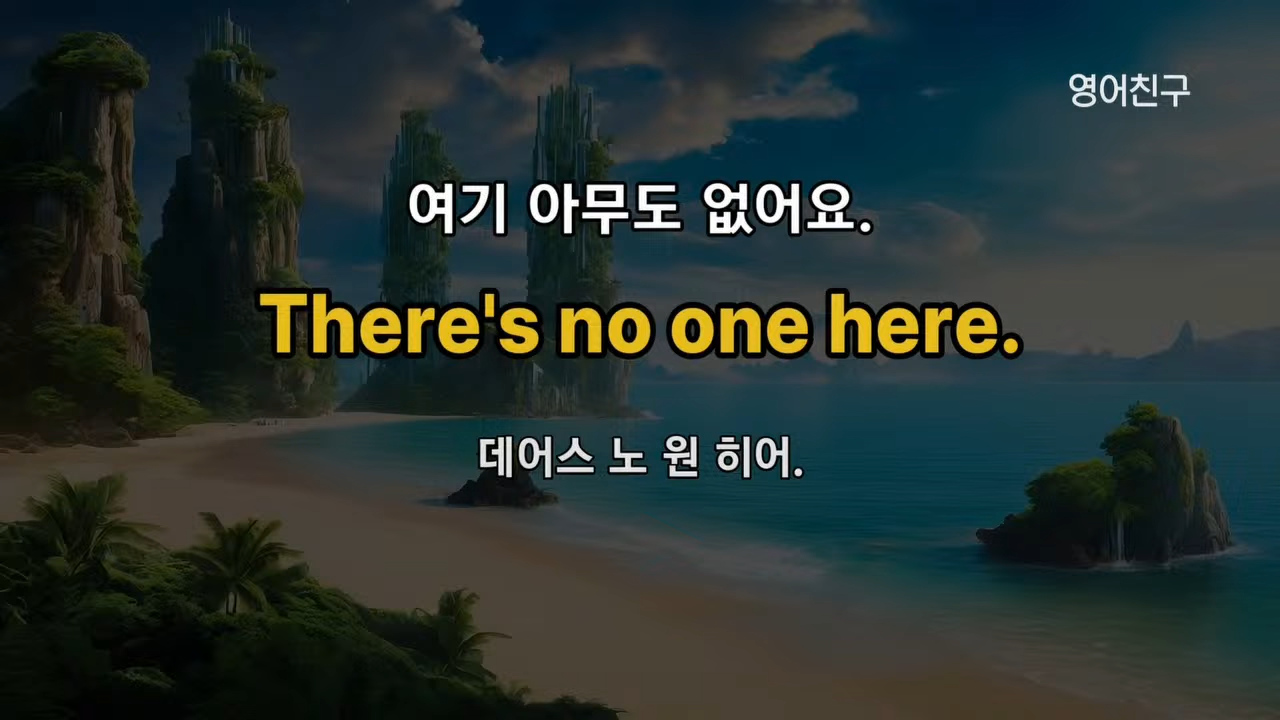 영어친구
여기 아무도 없어요.
There's no one here.
데어스 노 원 히어.